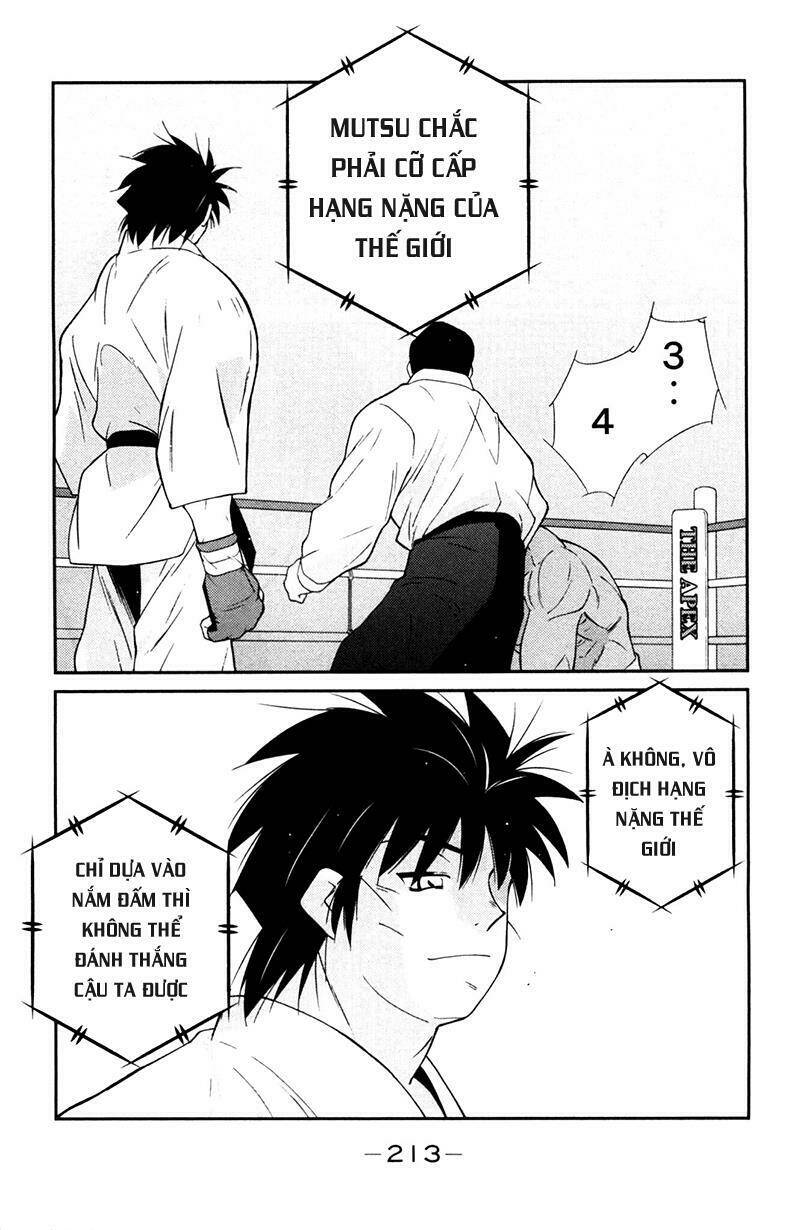 MUTSU CHẮC
PHẢI CỠ CẤP
HẠNG NẶNG CỦA
THẾ GIỚI
3...
4
THE APEX
À KHÔNG, VÔ
ĐỊCH HẠNG
NẶNG THẾ
GIỚI
CHỈ DỰA VÀO
NẮM ĐẤM THÌ
KHÔNG THỂ
ĐÁNH THẮNG
CẬU TA ĐƯỢC
-213-